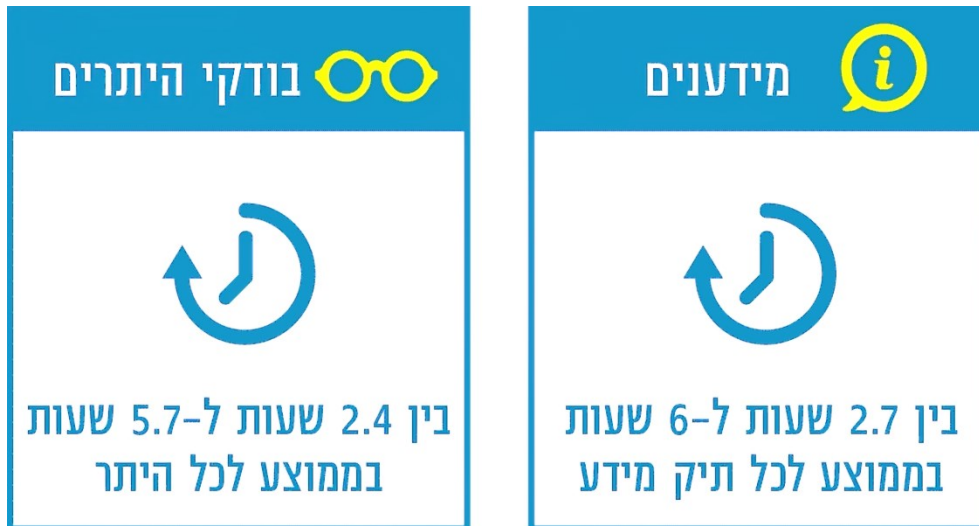 מידענים
בין 2.7 שעות ל-6 שעות
בממוצע לכל תיק מידע
בודקי היתרים
בין 2.4 שעות ל-5.7 שעות
בממוצע לכל היתר